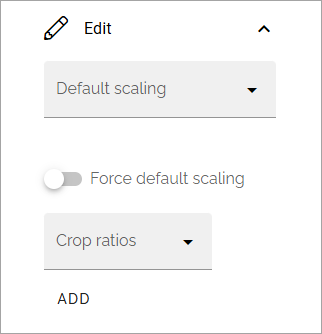 Edit
Default scaling
Force default scaling
Crop ratios
ADD